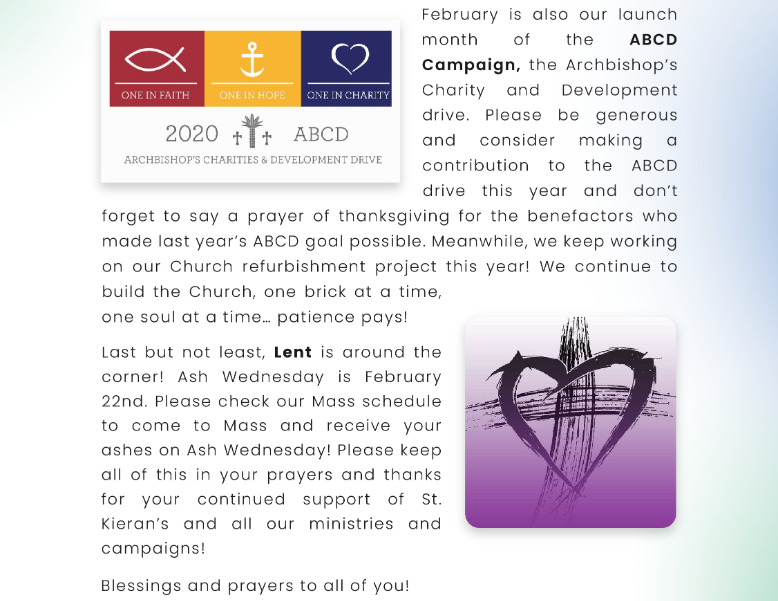 ONE IN FAITH
ONE IN HOPE
ONE IN CHARITY
2020 ABCD
ARCHBISHOP'S CHARITIES & DEVELOPMENT DRIVE
February is also our launch
month of the ABCD
Campaign, the Archbishop's
Charity and Development
drive. Please be generous
and consider making a
contribution to the ABCD
drive this year and don't
forget to say a prayer of thanksgiving for the benefactors who
made last year's ABCD goal possible. Meanwhile, we keep working
on our Church refurbishment project this year! We continue to
build the Church, one brick at a time,
one soul at a time… patience pays!
Last but not least, Lent is around the
corner! Ash Wednesday is February
22nd. Please check our Mass schedule
to come to Mass and receive your
ashes on Ash Wednesday! Please keep
all of this in your prayers and thanks
for your continued support of St.
Kieran's and all our ministries and
campaigns!
Blessings and prayers to all of you!